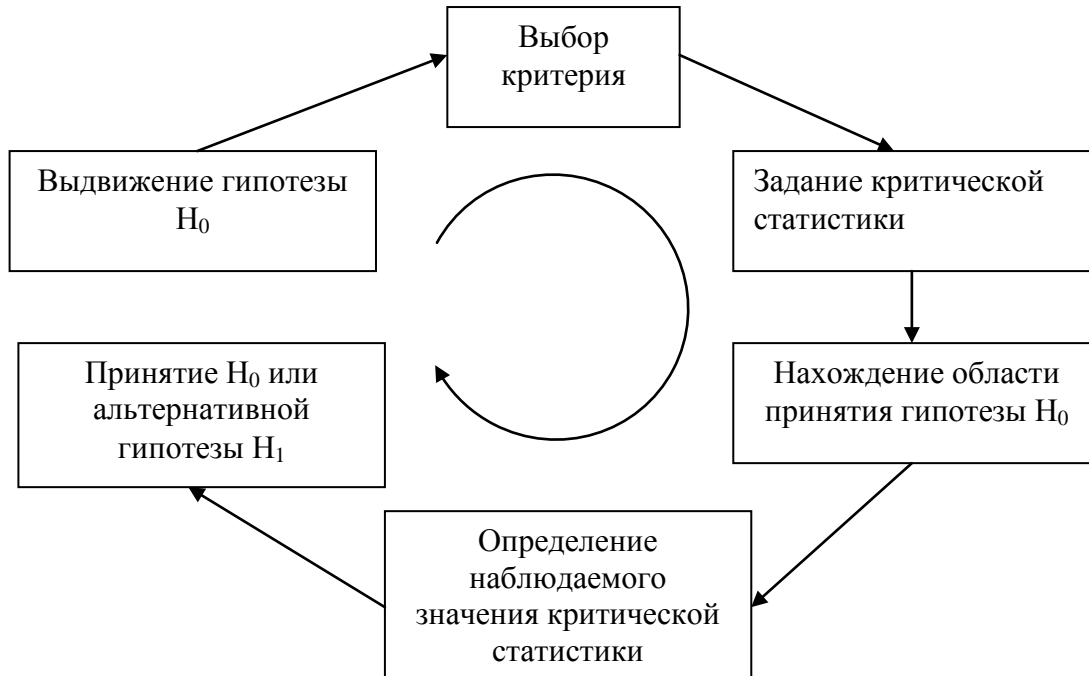 Выбор
критерия
Выдвижение гипотезы
H₀
Задание критической
статистики
Принятие H₀ или
альтернативной
гипотезы H₁
Нахождение области
принятия гипотезы H₀
Определение
наблюдаемого
значения критической
статистики